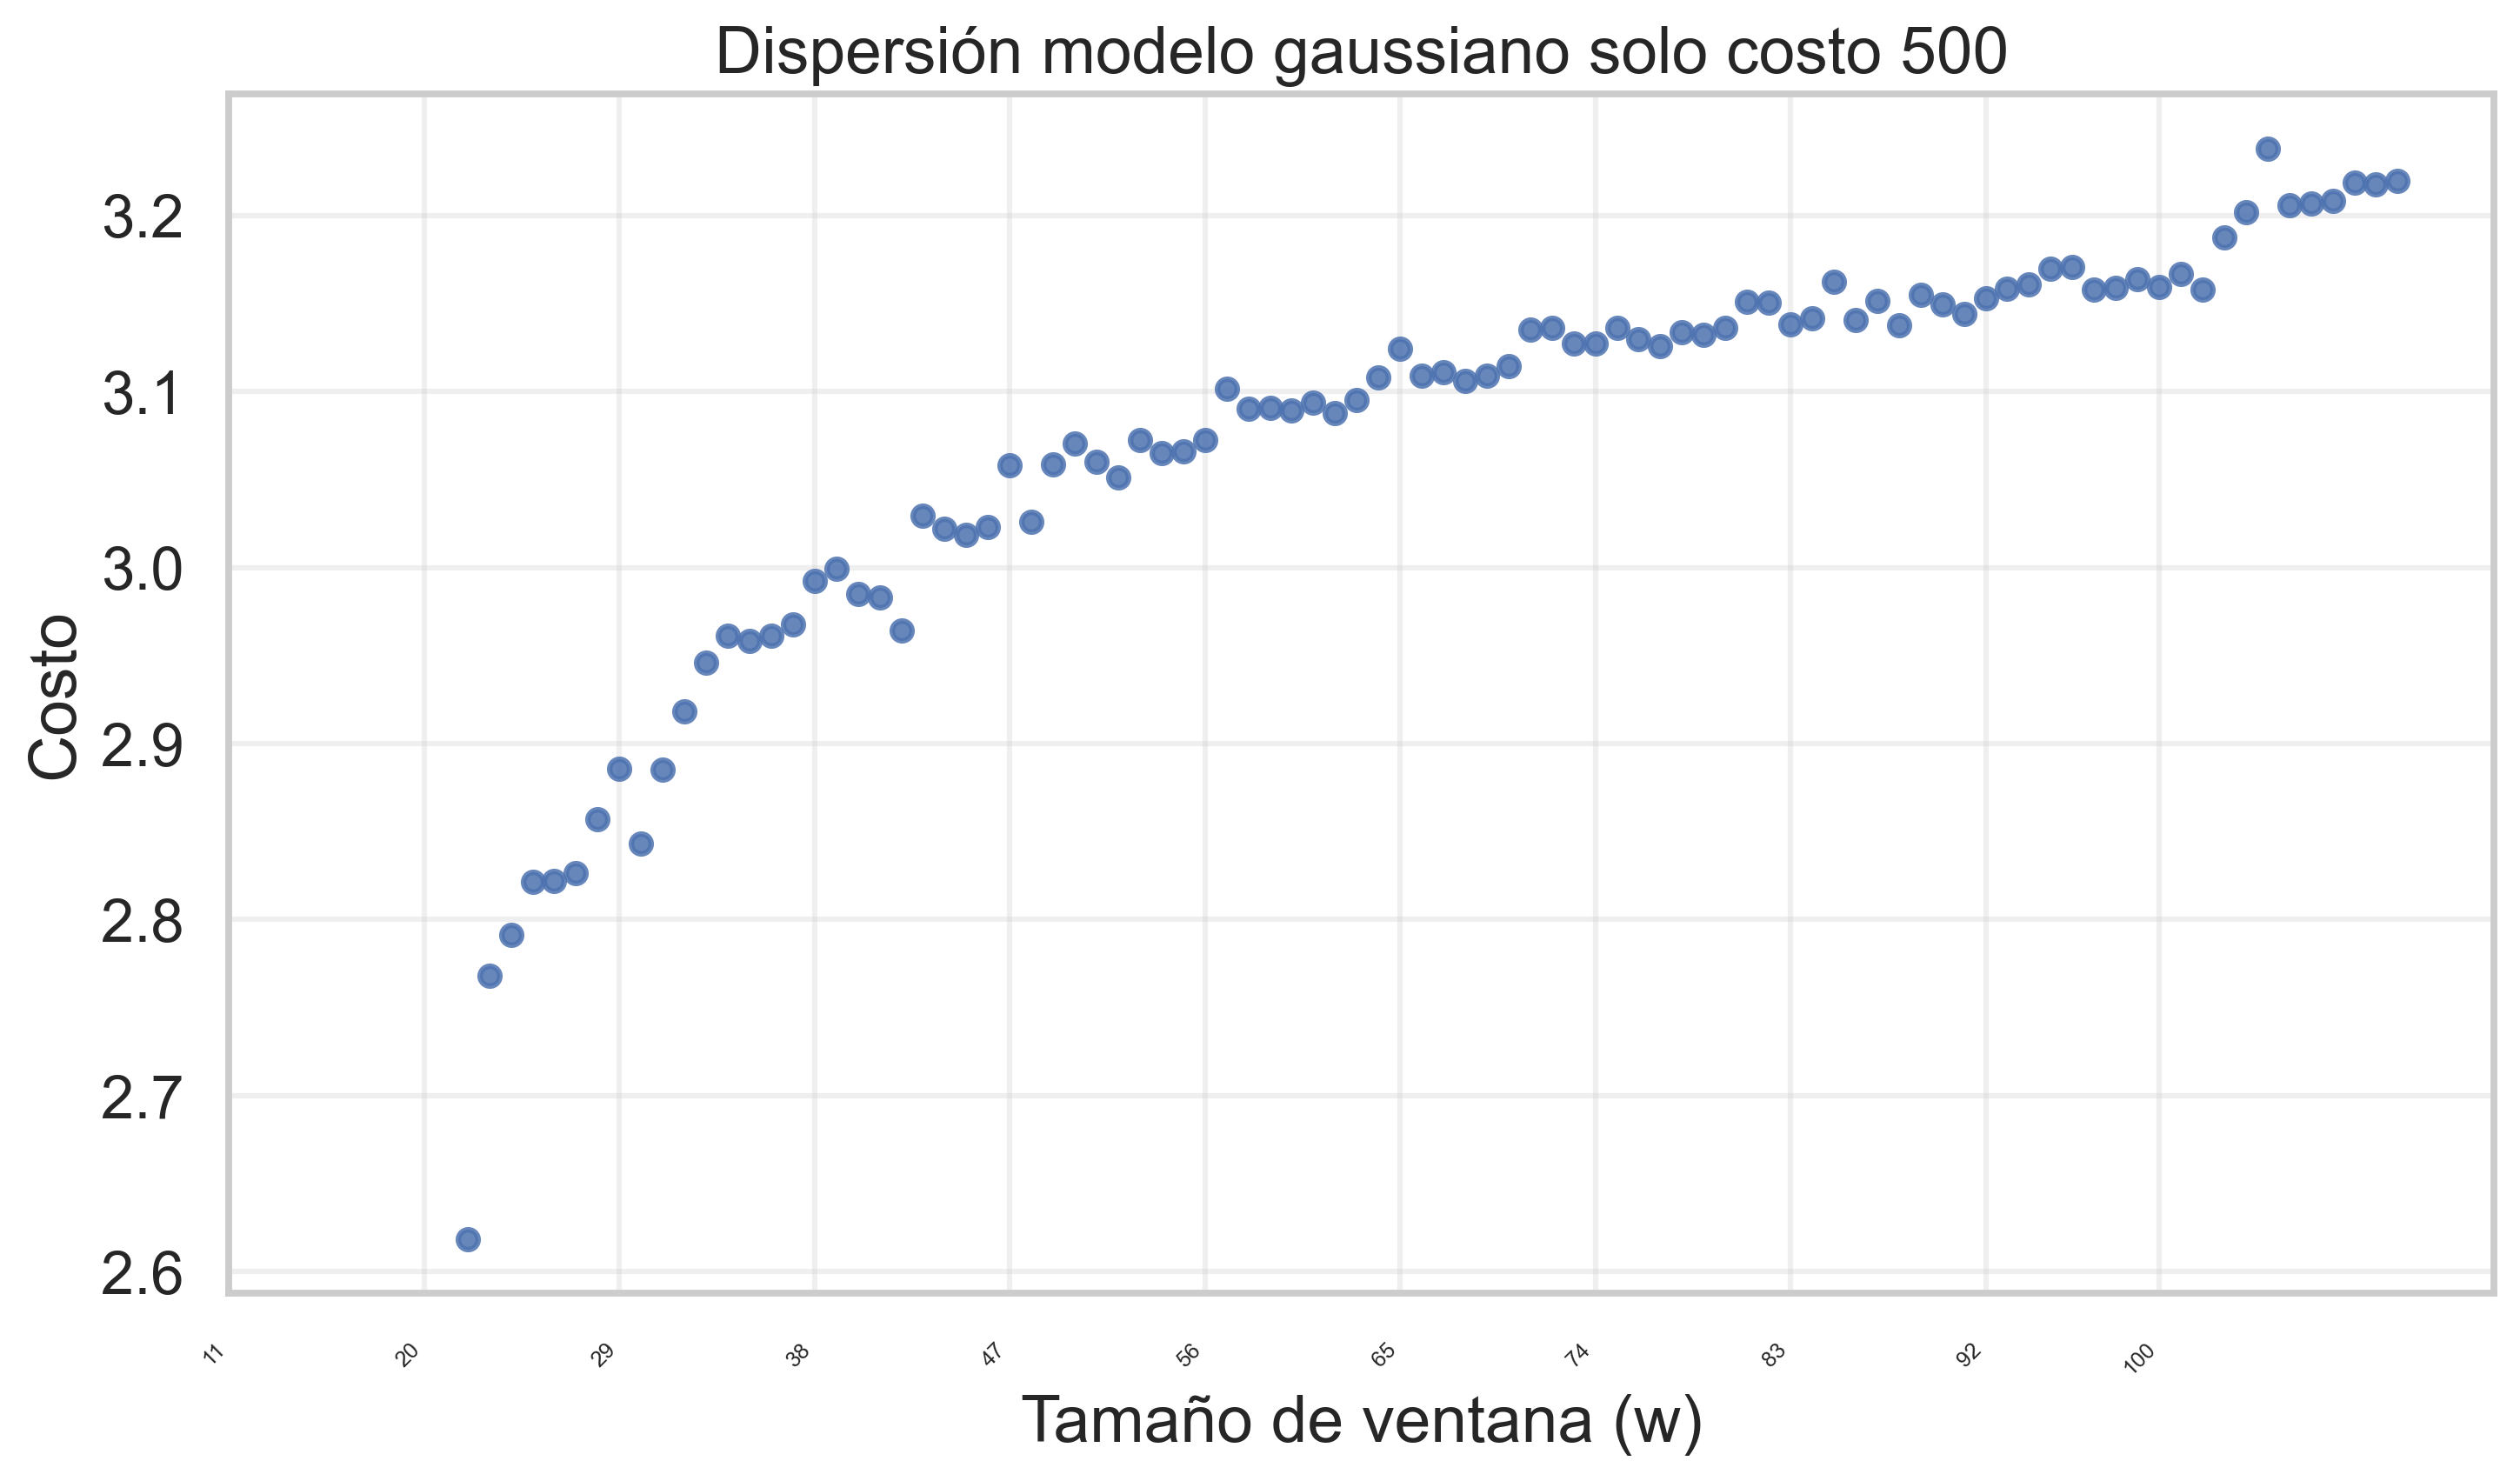 Dispersión modelo gaussiano solo costo 500
3.2
3.1
3.0
2.9
2.8
2.7
2.6
Costo
11 20 29 38 47 56 65 74 83 92 100
Tamaño de ventana (w)